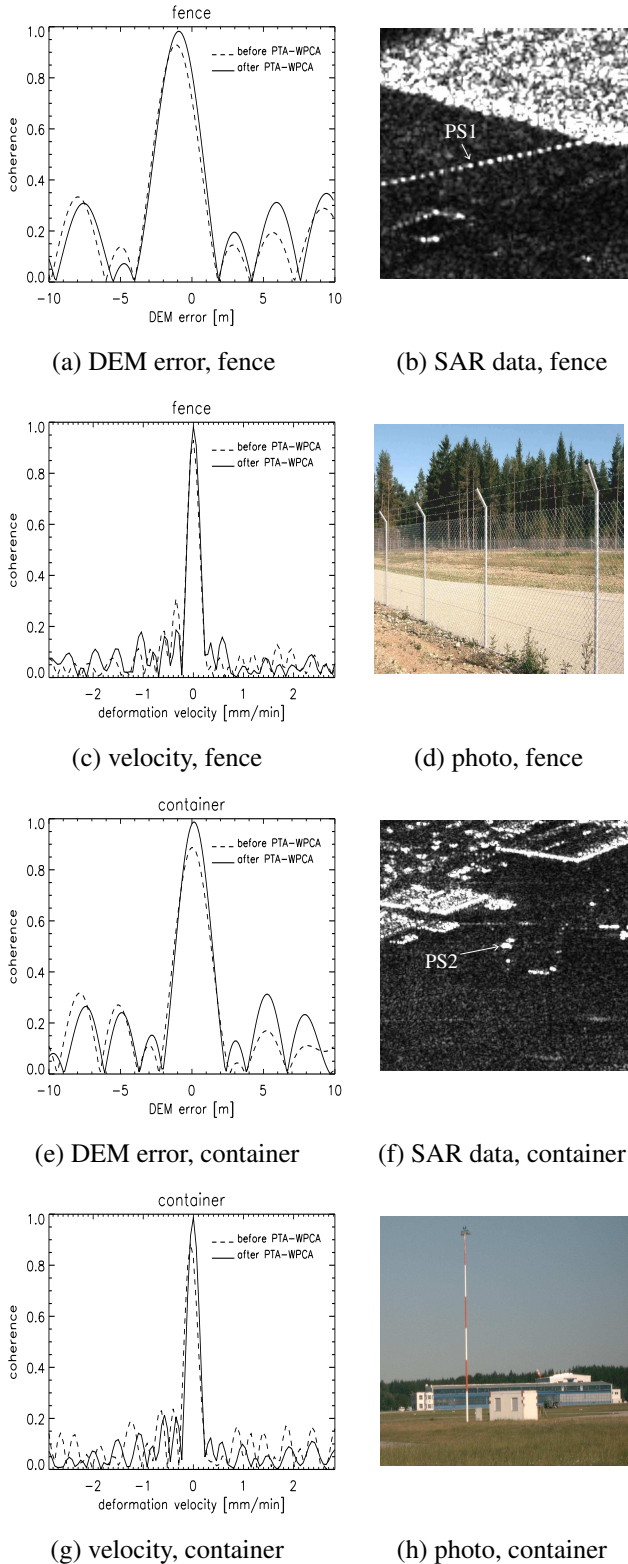 fence
before PTA-WPCA
after PTA-WPCA
coherence
1.0
0.8
0.6
0.4
0.2
0.0
-10 -5 0 5 10
DEM error [m]
PS1
(a) DEM error, fence
(b) SAR data, fence
fence
before PTA-WPCA
after PTA-WPCA
coherence
1.0
0.8
0.6
0.4
0.2
0.0
-2 -1 0 1 2
deformation velocity [mm/min]
(c) velocity, fence
(d) photo, fence
container
before PTA-WPCA
after PTA-WPCA
coherence
1.0
0.8
0.6
0.4
0.2
0.0
-10 -5 0 5 10
DEM error [m]
PS2
(e) DEM error, container
(f) SAR data, container
container
before PTA-WPCA
after PTA-WPCA
coherence
1.0
0.8
0.6
0.4
0.2
0.0
-2 -1 0 1 2
deformation velocity [mm/min]
(g) velocity, container
(h) photo, container